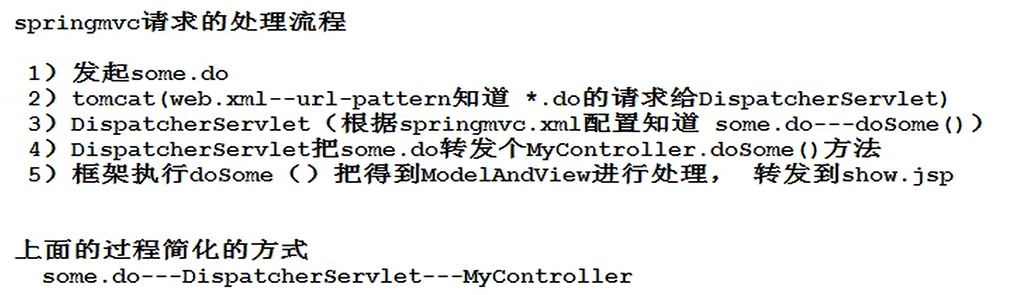 springmvc请求的处理流程
1）发起some.do
2）tomcat(web.xml--url-pattern知道 *.do的请求给DispatcherServlet)
3）DispatcherServlet（根据springmvc.xml配置知道 some.do---doSome()）
4）DispatcherServlet把some.do转发个MyController.doSome()方法
5）框架执行doSome（）把得到ModelAndView进行处理， 转发到show.jsp
上面的过程简化的方式
some.do---DispatcherServlet---MyController